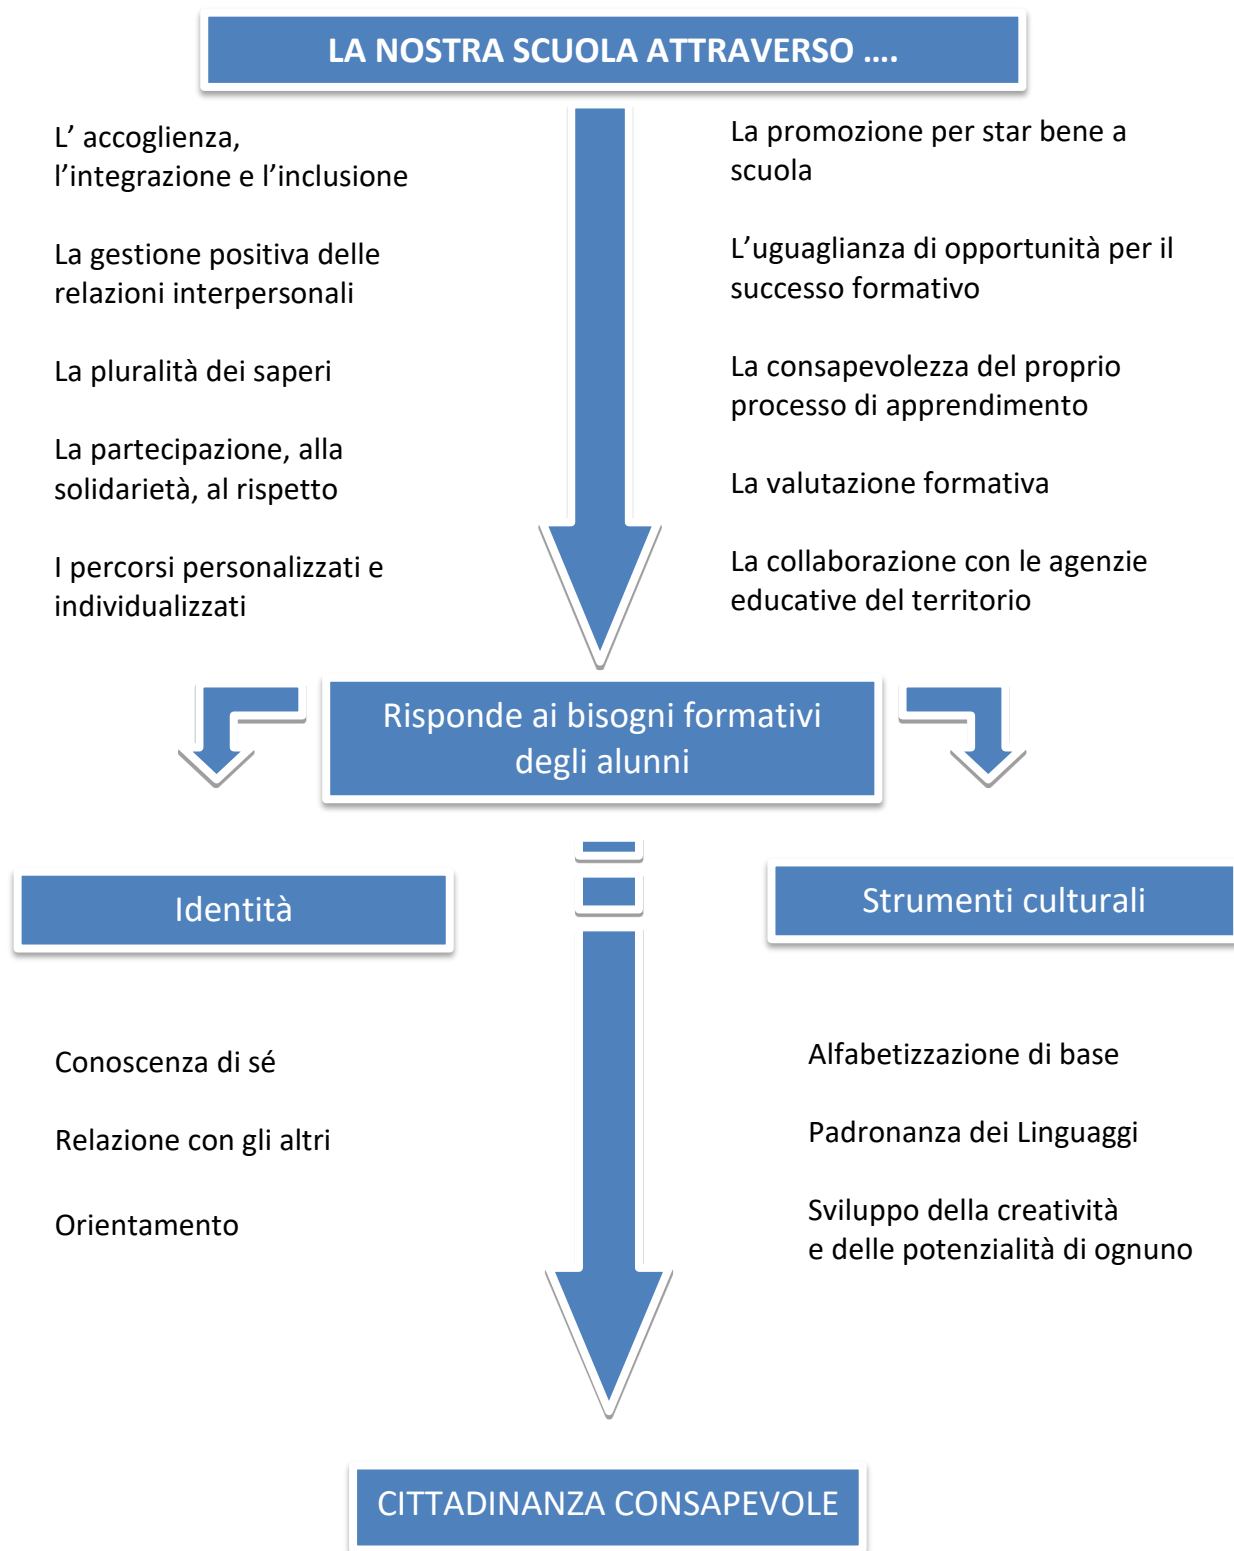 LA NOSTRA SCUOLA ATTRAVERSO ....
L’ accoglienza,
l’integrazione e l’inclusione
La gestione positiva delle
relazioni interpersonali
La pluralità dei saperi
La partecipazione, alla
solidarietà, al rispetto
I percorsi personalizzati e
individualizzati
La promozione per star bene a
scuola
L’uguaglianza di opportunità per il
successo formativo
La consapevolezza del proprio
processo di apprendimento
La valutazione formativa
La collaborazione con le agenzie
educative del territorio
Risponde ai bisogni formativi
degli alunni
Identità
Conoscenza di sé
Relazione con gli altri
Orientamento
Strumenti culturali
Alfabetizzazione di base
Padronanza dei Linguaggi
Sviluppo della creatività
e delle potenzialità di ognuno
CITTADINANZA CONSAPEVOLE